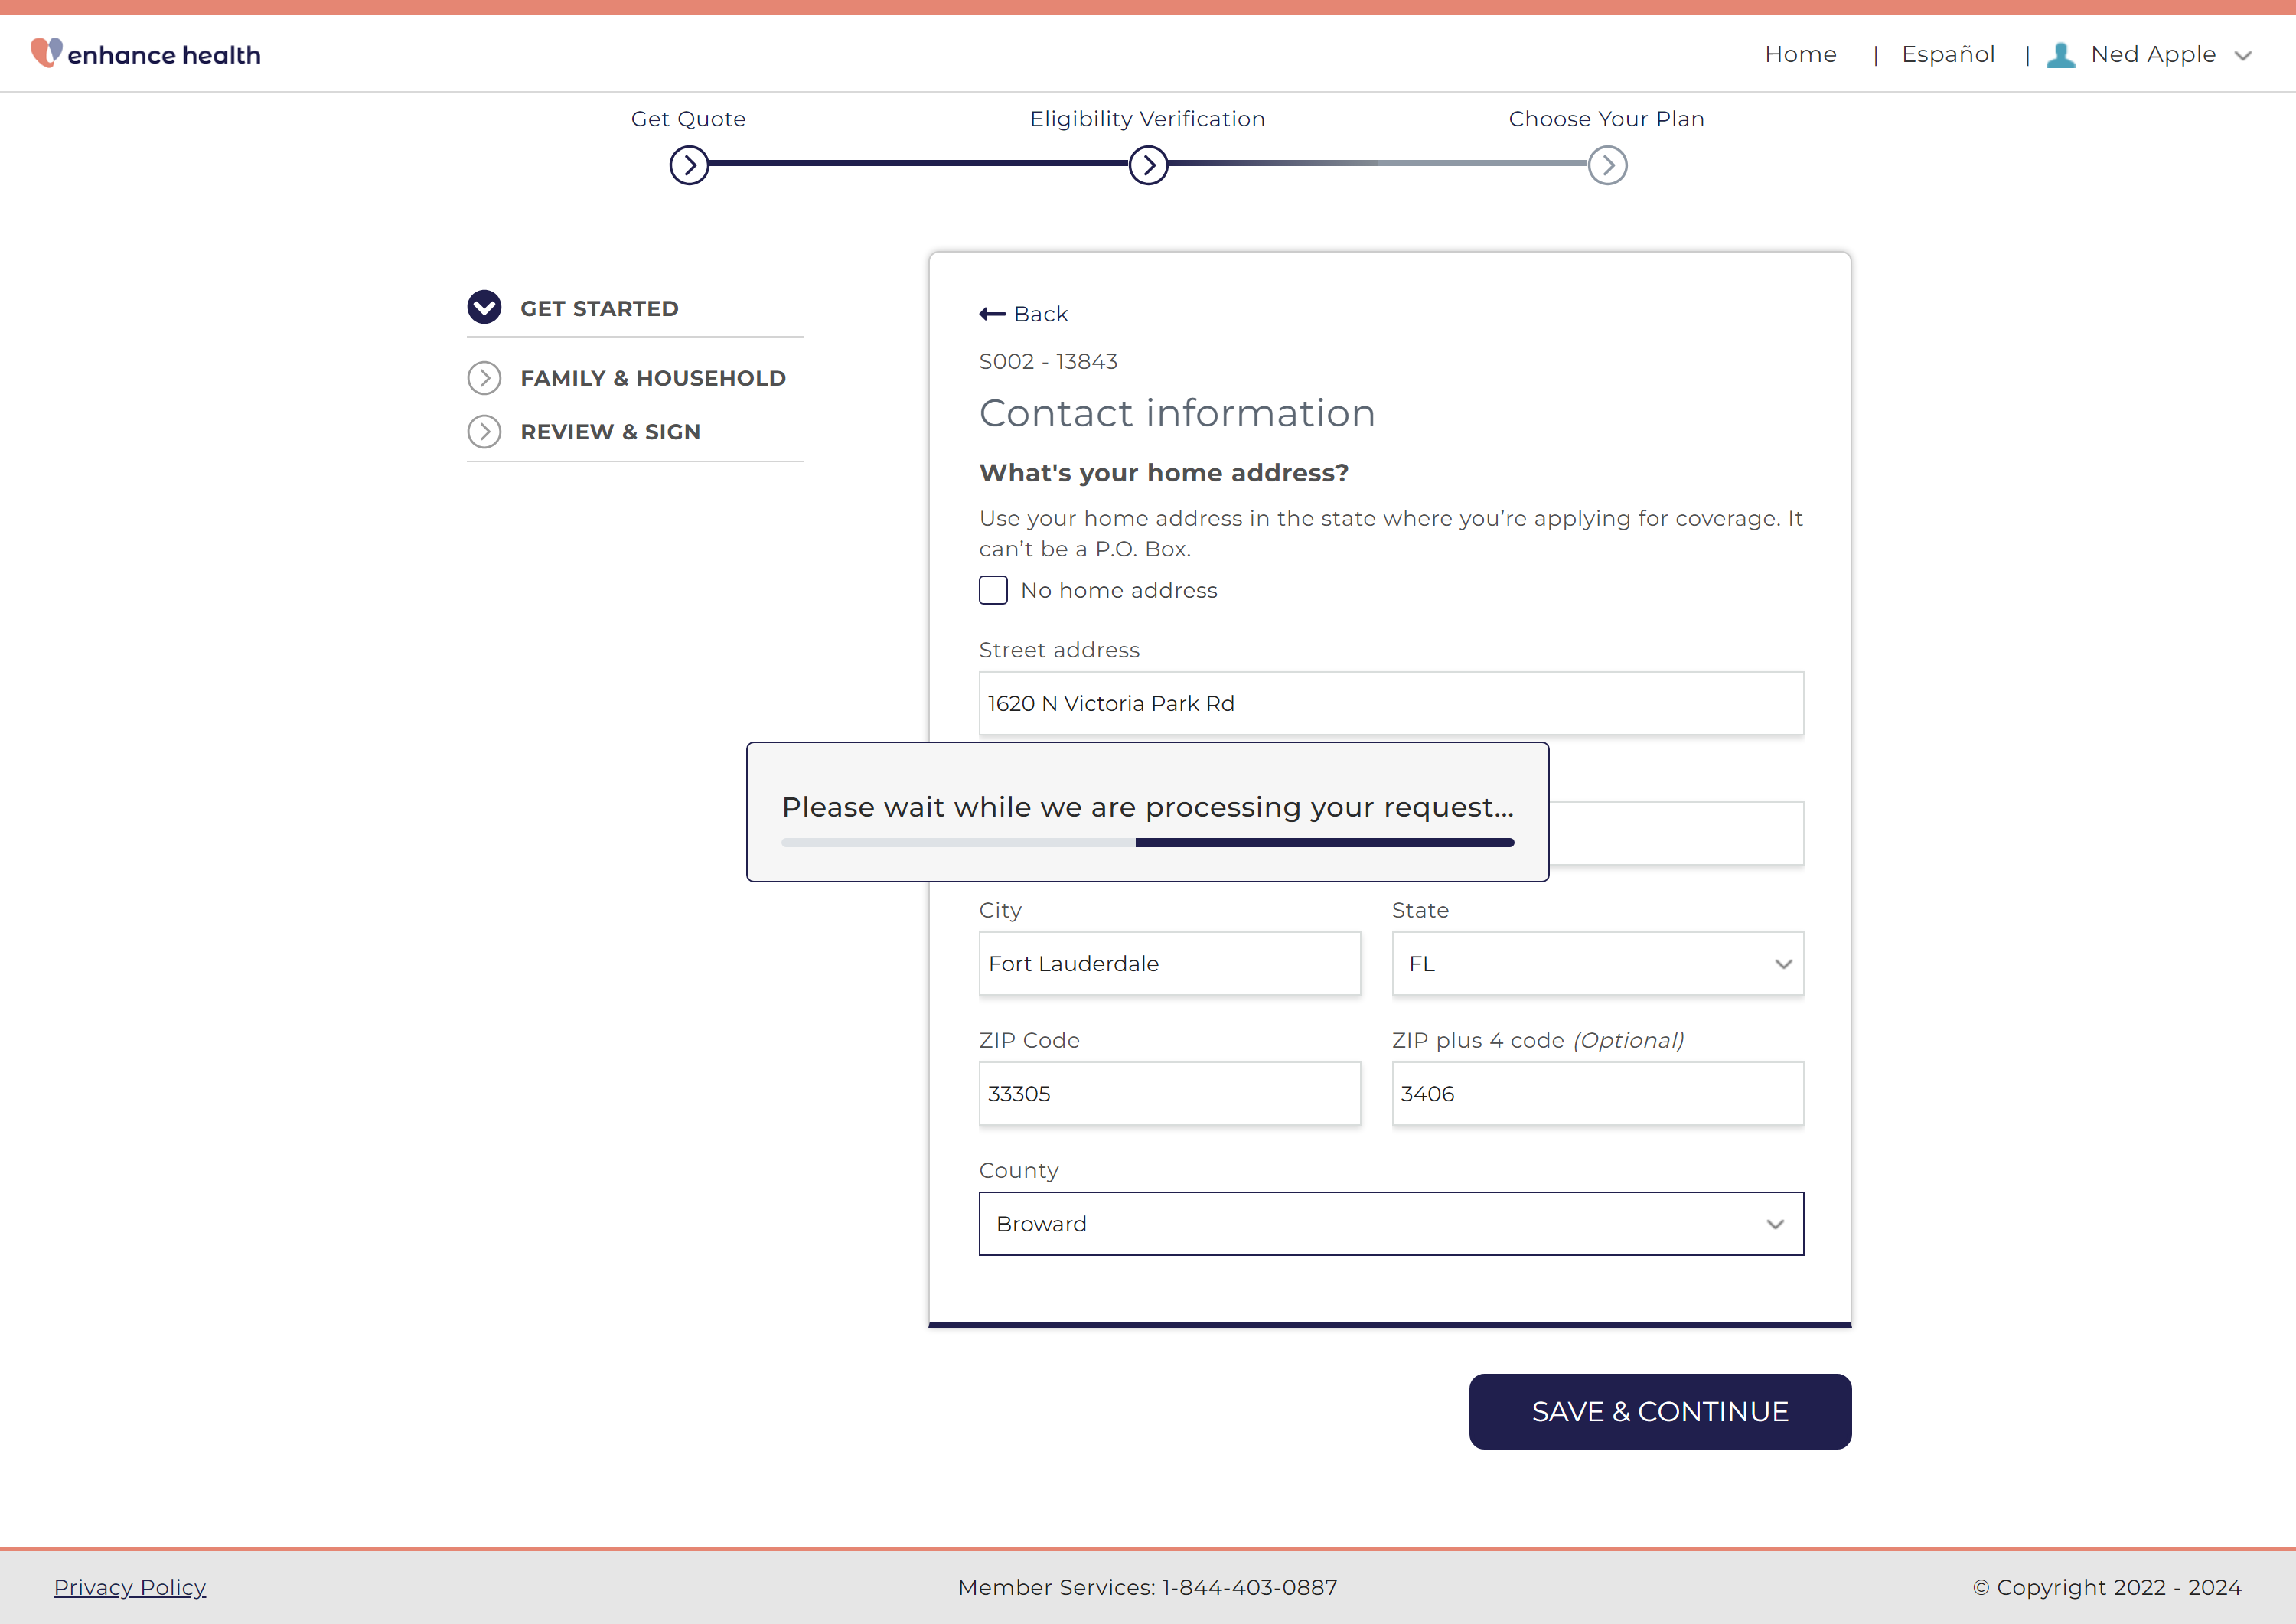 enhance health
Home | Español | Ned Apple
Get Quote
Eligibility Verification
Choose Your Plan
GET STARTED
FAMILY & HOUSEHOLD
REVIEW & SIGN
Back
S002 - 13843
Contact information
What's your home address?
Use your home address in the state where you’re applying for coverage. It
can’t be a P.O. Box.
No home address
Street address
1620 N Victoria Park Rd
Please wait while we are processing your request...
City
Fort Lauderdale
State
FL
ZIP Code
33305
ZIP plus 4 code (Optional)
3406
County
Broward
SAVE & CONTINUE
Privacy Policy
Member Services: 1-844-403-0887
© Copyright 2022 - 2024